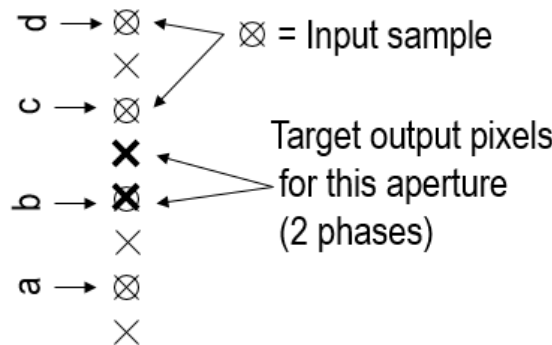 d
⊗ = Input sample
c
Target output pixels
for this aperture
(2 phases)
b
a